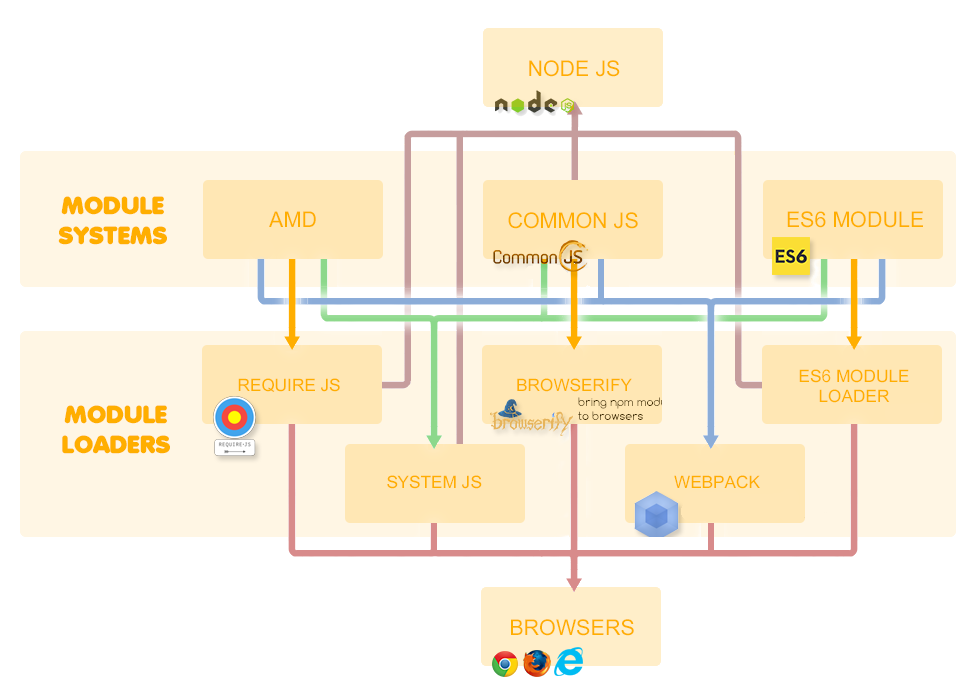 NODE JS
node JS
MODULE
SYSTEMS
AMD
COMMON JS
CommonJS
ES6 MODULE
ES6
MODULE
LOADERS
REQUIRE JS
REQUIRE-JS
BROWSERIFY
browserify
bring npm modu
to browsers
ES6 MODULE
LOADER
SYSTEM JS
WEBPACK
BROWSERS